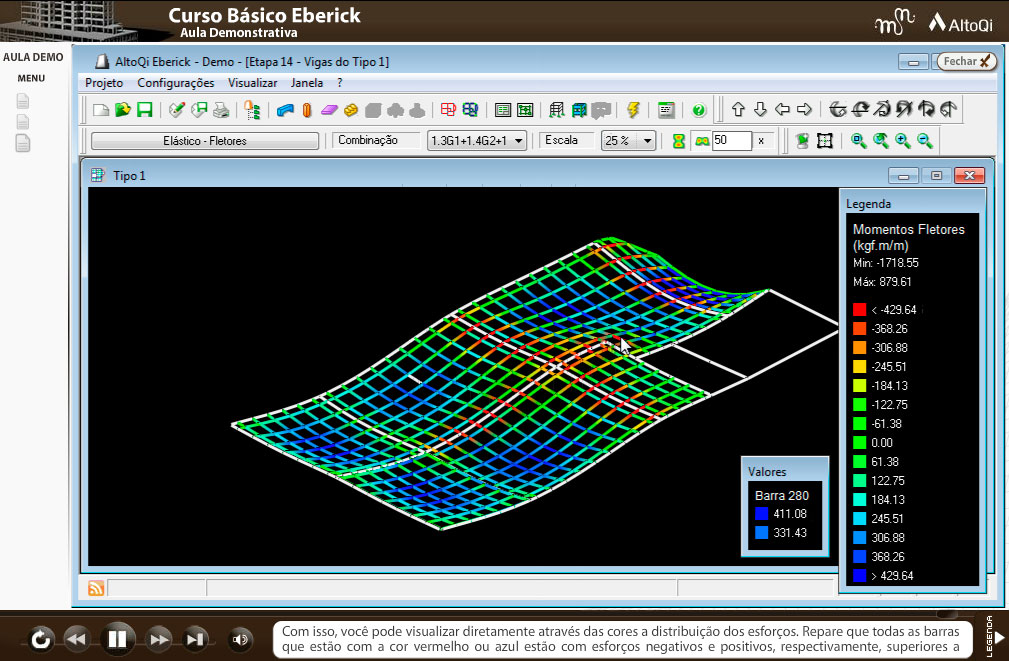 Curso Básico Eberick
Aula Demonstrativa
AltoQi
AULA DEMO
MENU
AltoQi Eberick - Demo - [Etapa 14 - Vigas do Tipo 1]
Fechar
Projeto Configurações Visualizar Janela ?
Elástico - Fletores
Combinação
1.3G1+1.4G2+1
Escala
25 %
50
x
Tipo 1
Legenda
Momentos Fletores
(kgf.m/m)
Min: -1718.55
Máx: 879.61
< -429.64
-368.26
-306.88
-245.51
-184.13
-122.75
-61.38
0.00
61.38
122.75
184.13
245.51
306.88
368.26
> 429.64
Valores
Barra 280
411.08
331.43
Com isso, você pode visualizar diretamente através das cores a distribuição dos esforços. Repare que todas as barras
que estão com a cor vermelho ou azul estão com esforços negativos e positivos, respectivamente, superiores a
LEGENDA